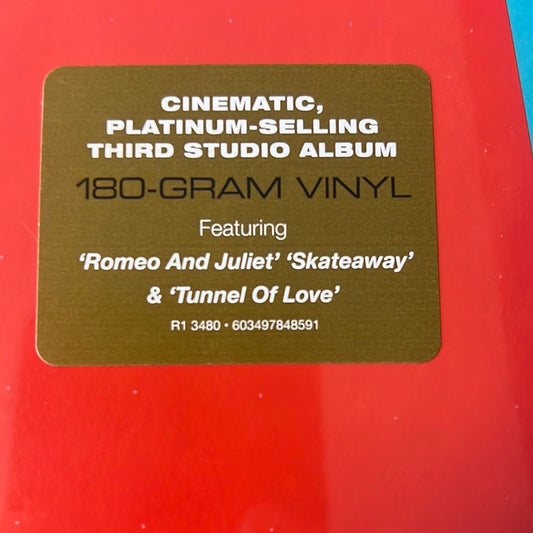 CINEMATIC,
PLATINUM-SELLING
THIRD STUDIO ALBUM
180-GRAM VINYL
Featuring
‘Romeo And Juliet’ ‘Skateaway’
& ‘Tunnel Of Love’
R1 3480 • 603497848591